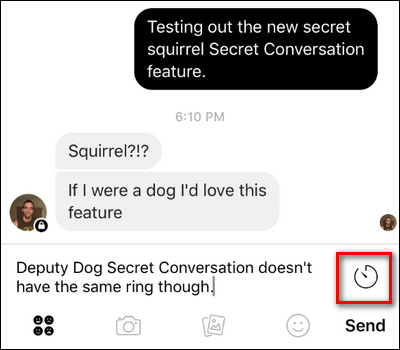 Testing out the new secret
squirrel Secret Conversation
feature.
6:10 PM
Squirrel?!?
If I were a dog I'd love this
feature
Deputy Dog Secret Conversation doesn't
have the same ring though.
Send